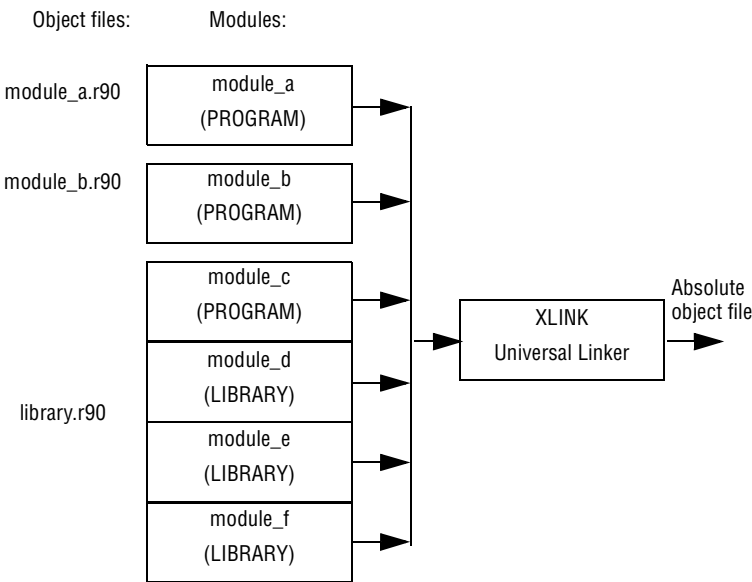 Object files: Modules:
module_a.r90
module_a
(PROGRAM)
module_b.r90
module_b
(PROGRAM)
module_c
(PROGRAM)
module_d
(LIBRARY)
library.r90
module_e
(LIBRARY)
module_f
(LIBRARY)
XLINK
Universal Linker
Absolute
object file